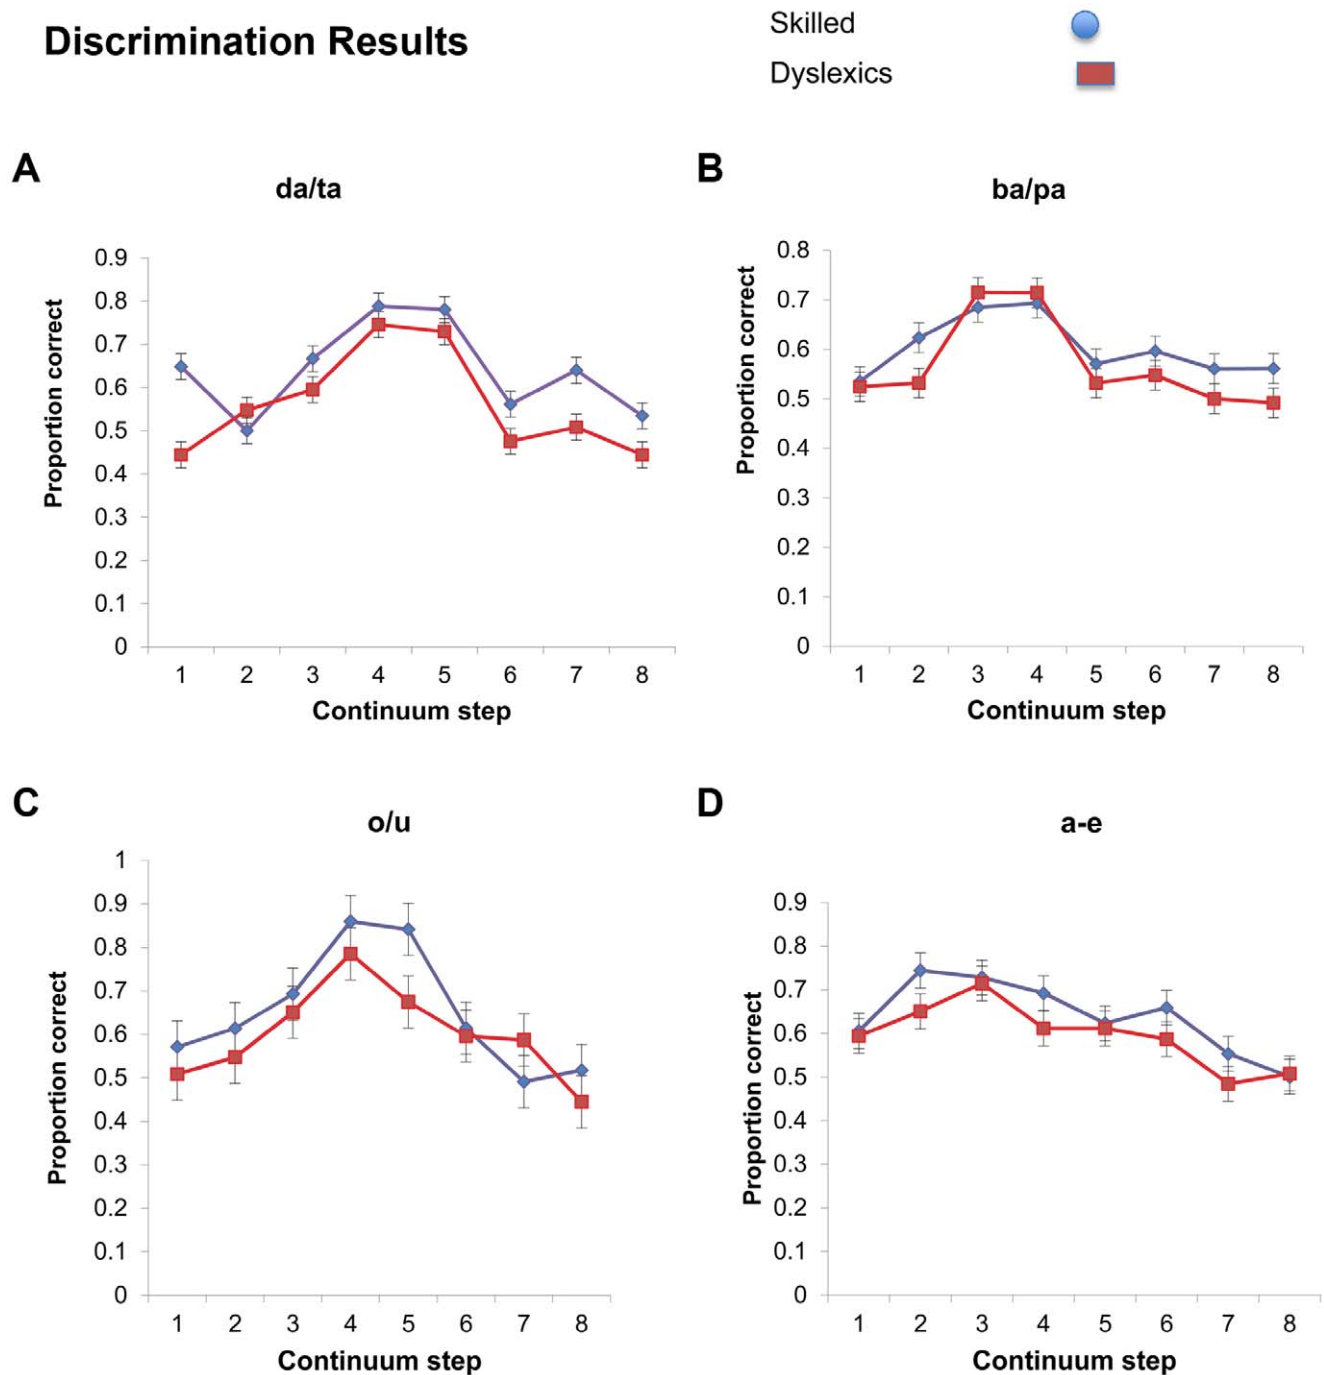 Discrimination Results
Skilled
Dyslexics
A
da/ta
Proportion correct
0.9
0.8
0.7
0.6
0.5
0.4
0.3
0.2
0.1
0
1 2 3 4 5 6 7 8
Continuum step
B
ba/pa
Proportion correct
0.8
0.7
0.6
0.5
0.4
0.3
0.2
0.1
0
1 2 3 4 5 6 7 8
Continuum step
C
o/u
Proportion correct
1
0.9
0.8
0.7
0.6
0.5
0.4
0.3
0.2
0.1
0
1 2 3 4 5 6 7 8
Continuum step
D
a-e
Proportion correct
0.9
0.8
0.7
0.6
0.5
0.4
0.3
0.2
0.1
0
1 2 3 4 5 6 7 8
Continuum step